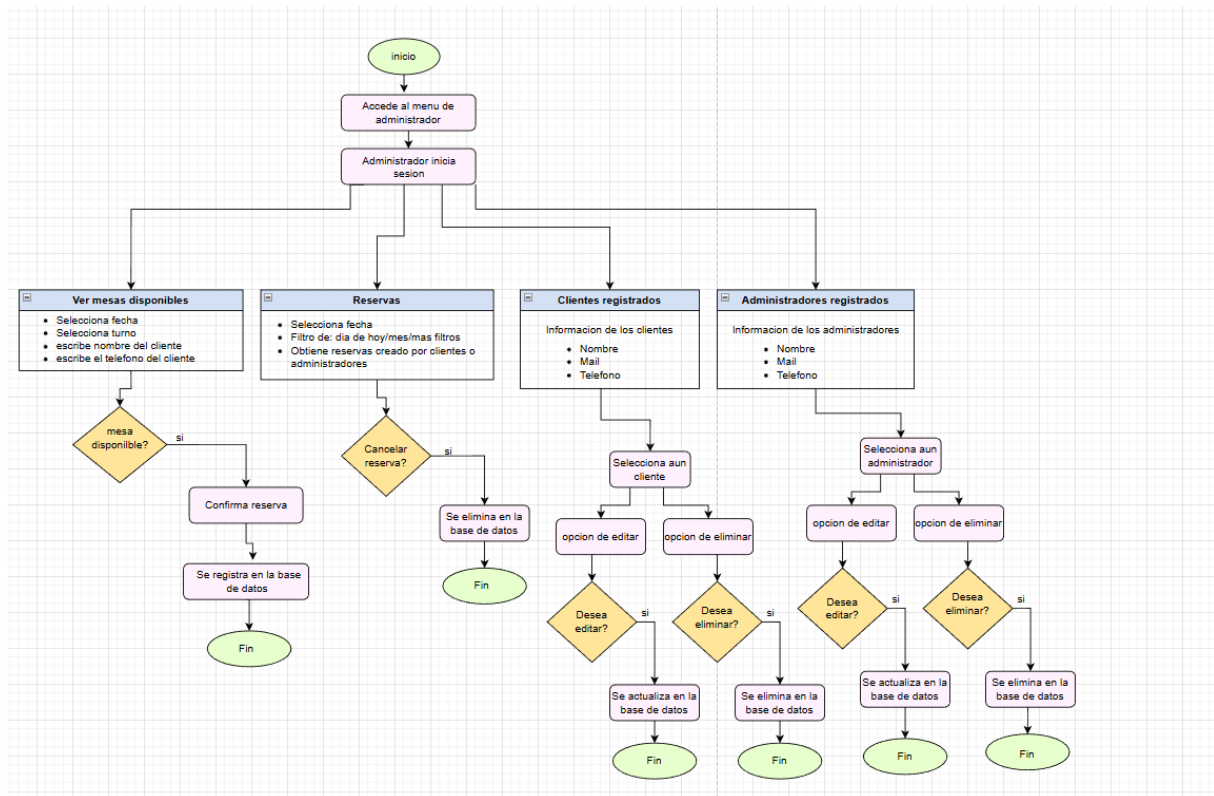 inicio
Accede al menu de
administrador
Administrador inicia
sesion
Ver mesas disponibles
Selecciona fecha
Selecciona turno
escribe nombre del cliente
escribe el telefono del cliente
Reservas
Selecciona fecha
Filtro de: dia de hoy/mes/mas filtros
Obtiene reservas creado por clientes o
administradores
Clientes registrados
Informacion de los clientes
Nombre
Mail
Telefono
Administradores registrados
Informacion de los administradores
Nombre
Mail
Telefono
mesa
disponilble?
si
Confirma reserva
Se registra en la base
de datos
Fin
Cancelar
reserva?
si
Se elimina en la
base de datos
Fin
Selecciona aun
cliente
opcion de editar
opcion de eliminar
Desea
editar?
si
Desea
eliminar?
si
Se actualiza en la
base de datos
Se elimina en la
base de datos
Fin
Fin
Selecciona aun
administrador
opcion de editar
opcion de eliminar
Desea
editar?
si
Desea
eliminar?
si
Se actualiza en la
base de datos
Se elimina en la
base de datos
Fin
Fin